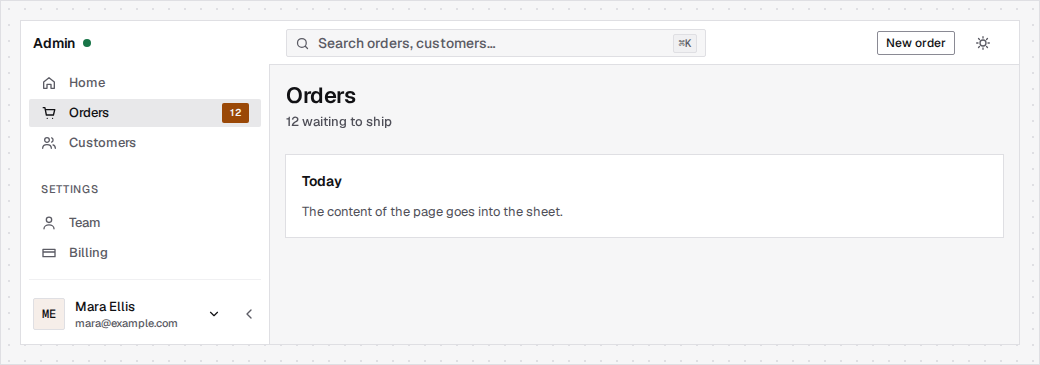 Admin
Search orders, customers…
⌘K
New order
Home
Orders
12
Customers
SETTINGS
Team
Billing
ME
Mara Ellis
mara@example.com
Orders
12 waiting to ship
Today
The content of the page goes into the sheet.